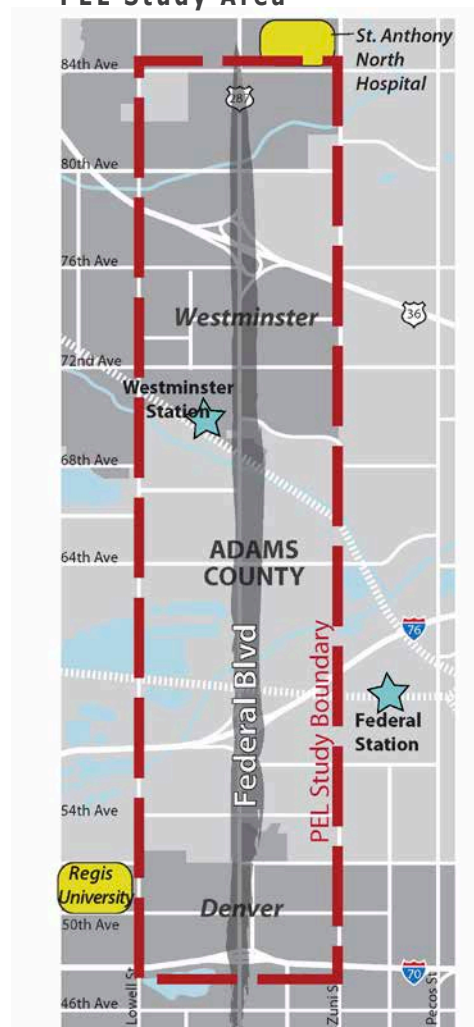 PEL Study Area
St. Anthony
North
Hospital
84th Ave
287
80th Ave
76th Ave
36
Westminster
72nd Ave
Westminster
Station
68th Ave
ADAMS
COUNTY
64th Ave
76
Federal Blvd
PEL Study Boundary
Federal
Station
54th Ave
Regis
University
Denver
50th Ave
70
46th Ave
Lowell St
Zuni S
Pecos St